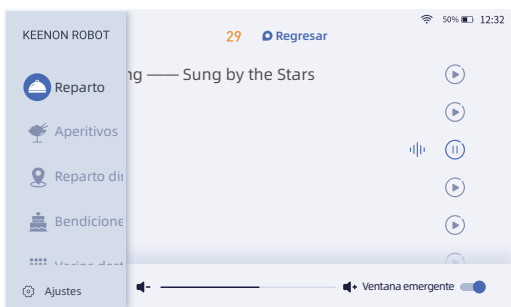 50% 12:32
KEENON ROBOT
29 Regresar
Reparto
ng —— Sung by the Stars
Aperitivos
Reparto dir
Bendicione
Ajustes
Ventana emergente